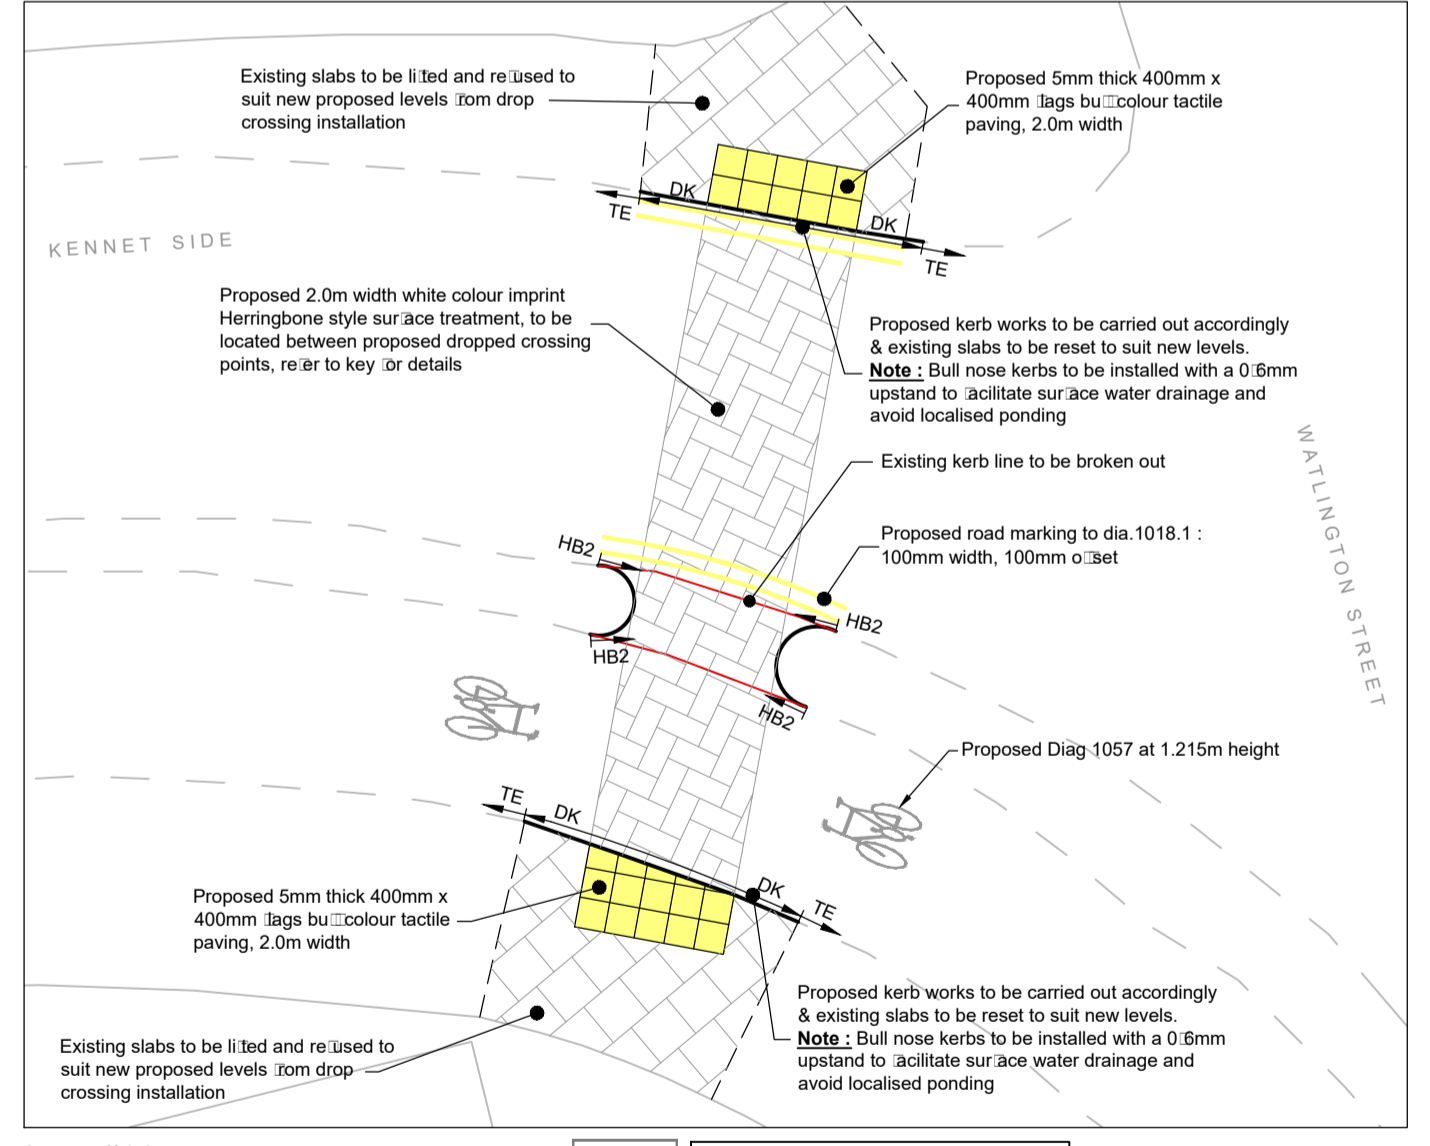 Existing slabs to be li▯ted and re▯used to
suit new proposed levels ▯rom drop
crossing installation
Proposed 5mm thick 400mm x
400mm ▯lags bu▯▯colour tactile
paving, 2.0m width
DK
TE
DK
TE
KENNET SIDE
Proposed 2.0m width white colour imprint
Herringbone style sur▯ace treatment, to be
located between proposed dropped crossing
points, re▯er to key ▯or details
Proposed kerb works to be carried out accordingly
& existing slabs to be reset to suit new levels.
Note : Bull nose kerbs to be installed with a 0▯6mm
upstand to ▯acilitate sur▯ace water drainage and
avoid localised ponding
Existing kerb line to be broken out
WATLINGTON STREET
Proposed road marking to dia.1018.1 :
100mm width, 100mm o▯▯set
HB2
HB2
HB2
HB2
Proposed Diag 1057 at 1.215m height
TE
DK
DK
TE
Proposed 5mm thick 400mm x
400mm ▯lags bu▯▯colour tactile
paving, 2.0m width
Proposed kerb works to be carried out accordingly
& existing slabs to be reset to suit new levels.
Note : Bull nose kerbs to be installed with a 0▯6mm
upstand to ▯acilitate sur▯ace water drainage and
avoid localised ponding
Existing slabs to be li▯ted and re▯used to
suit new proposed levels ▯rom drop
crossing installation